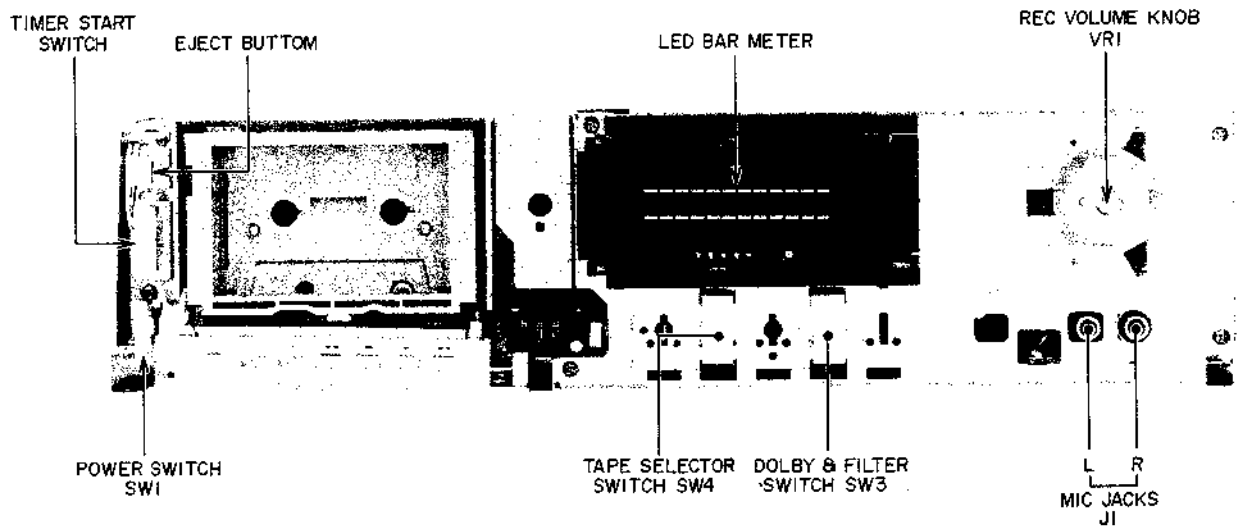 TIMER START
SWITCH
EJECT BUTTOM
LED BAR METER
REC VOLUME KNOB
VR1
POWER SWITCH
SW1
TAPE SELECTOR
SWITCH SW4
DOLBY & FILTER
SWITCH SW3
L R
MIC JACKS
J1